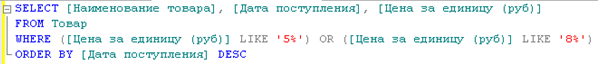 SELECT [Наименование товара], [Дата поступления], [Цена за единицу (руб)]
FROM Товар
WHERE ([Цена за единицу (руб)] LIKE '5%') OR ([Цена за единицу (руб)] LIKE '8%')
ORDER BY [Дата поступления] DESC